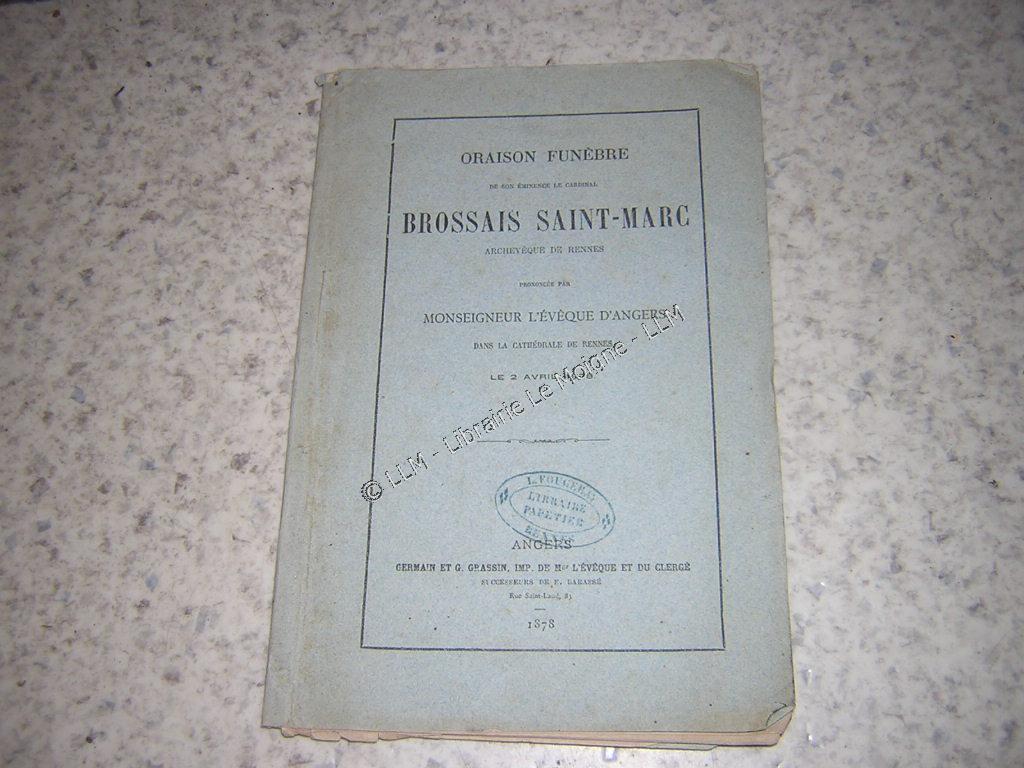 ORAISON FUNÈBRE
DE SON ÉMINENCE LE CARDINAL
BROSSAIS SAINT-MARC
ARCHEVÊQUE DE RENNES
PRONONCÉE PAR
MONSEIGNEUR L'ÉVÊQUE D'ANGERS
DANS LA CATHÉDRALE DE RENNES
LE 2 AVRIL
© LLM - Librairie Le Moigne - LLM
LIBRAIRE
PAPETIER
RENNES
ANGERS
GERMAIN ET G. GRASSIN, IMP. DE Mgr L'ÉVÊQUE ET DU CLERGÉ
SUCCESSEURS DE E. BARASSÉ
Rue Saint-Laud, 83
1878